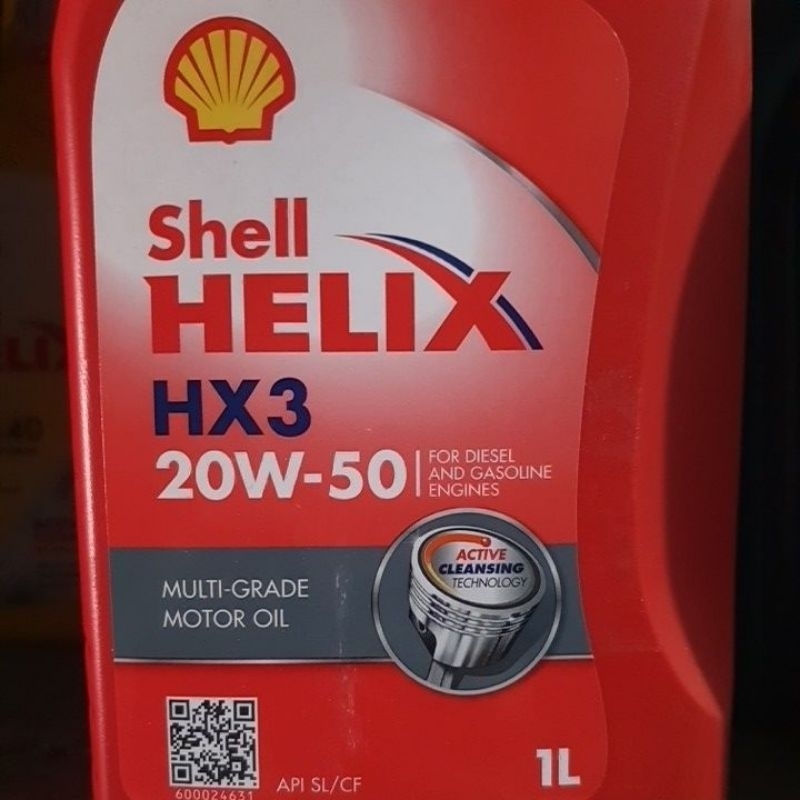 Shell
HELIX
HX3
20W-50
FOR DIESEL
AND GASOLINE
ENGINES
ACTIVE
CLEANSING
TECHNOLOGY
MULTI-GRADE
MOTOR OIL
600024631
API SL/CF
1L